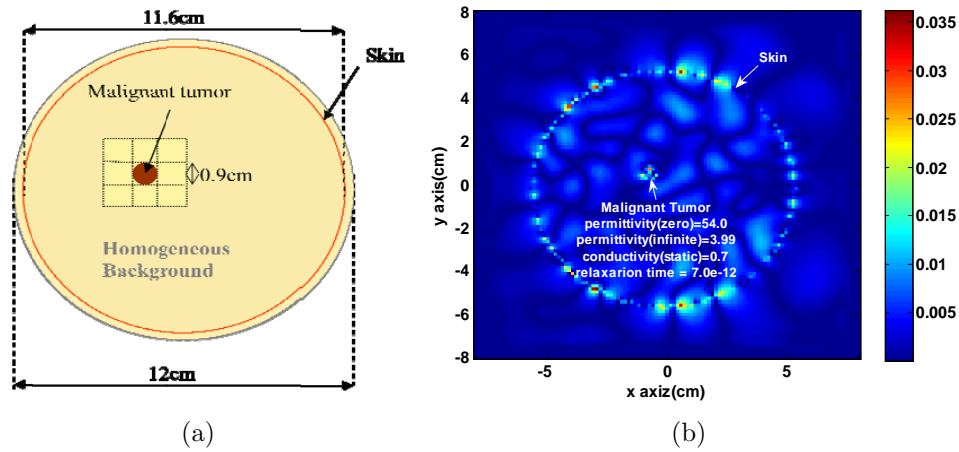 11.6cm
Skin
Malignant tumor
0.9cm
Homogeneous
Background
12cm
(a)
8
6
4
2
0
-2
-4
-6
-8
y axis(cm)
Skin
Malignant Tumor
permittivity(zero)=54.0
permittivity(infinite)=3.99
conductivity(static)=0.7
relaxarion time = 7.0e-12
-5
0
5
x axiz(cm)
0.035
0.03
0.025
0.02
0.015
0.01
0.005
(b)